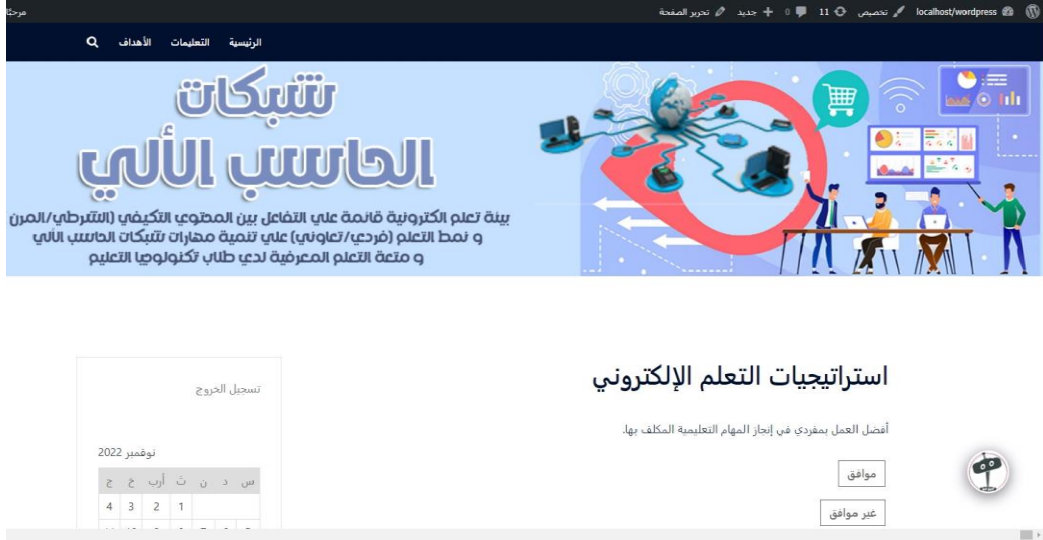 localhost/wordpress تخصيص 11 0 جديد تحرير الصفحة
الرئيسية التعليمات الأهداف
شبكات
الحاسب الألي
بيئة تعلم الكترونية قائمة علي التفاعل بين المحتوي التكيفي (الشرطي/المرن
و نمط التعلم (فردي/تعاوني) علي تنمية مهارات شبكات الحاسب الألي
و متعة التعلم المعرفية لدي طلاب تكنولوجيا التعليم
استراتيجيات التعلم الإلكتروني
أفضل العمل بمفردي في إنجاز المهام التعليمية المكلف بها.
موافق
غير موافق
تسجيل الخروج
نوفمبر 2022
س د ن ث أرب خ ج
1 2 3 4